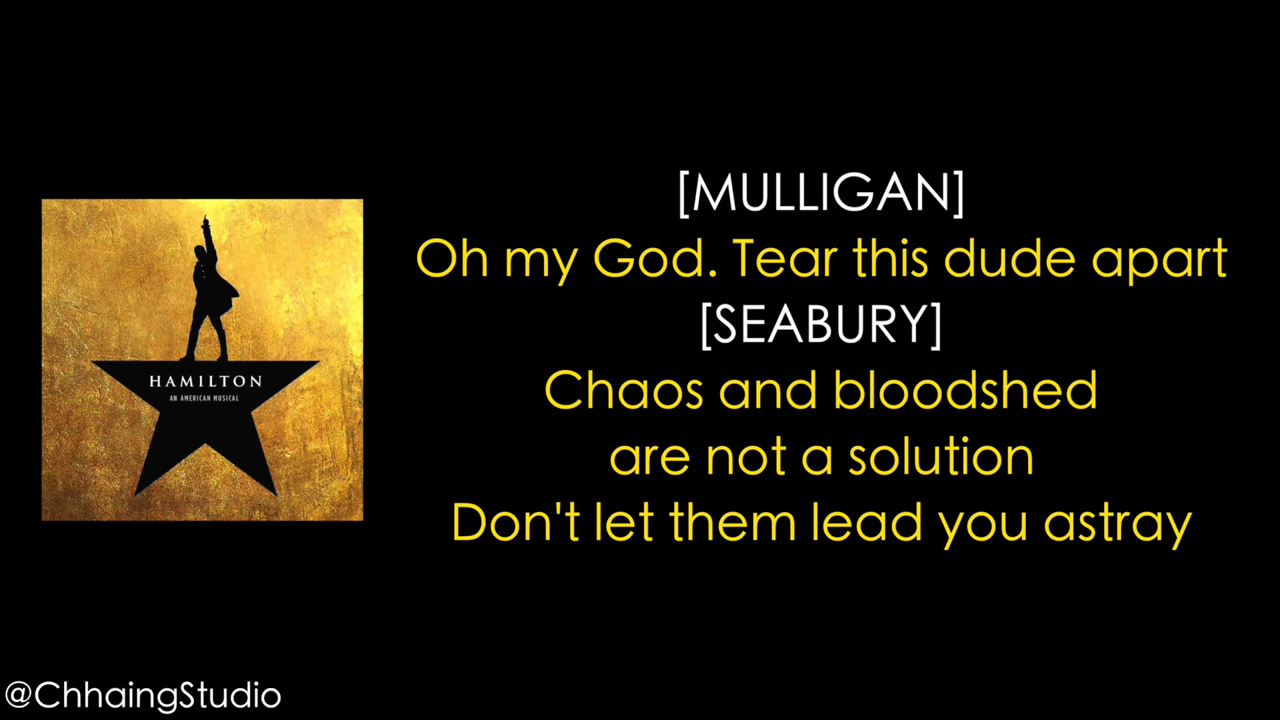 [MULLIGAN]
Oh my God. Tear this dude apart
[SEABURY]
Chaos and bloodshed
are not a solution
Don't let them lead you astray
HAMILTON
AN AMERICAN MUSICAL
@ChhaingStudio